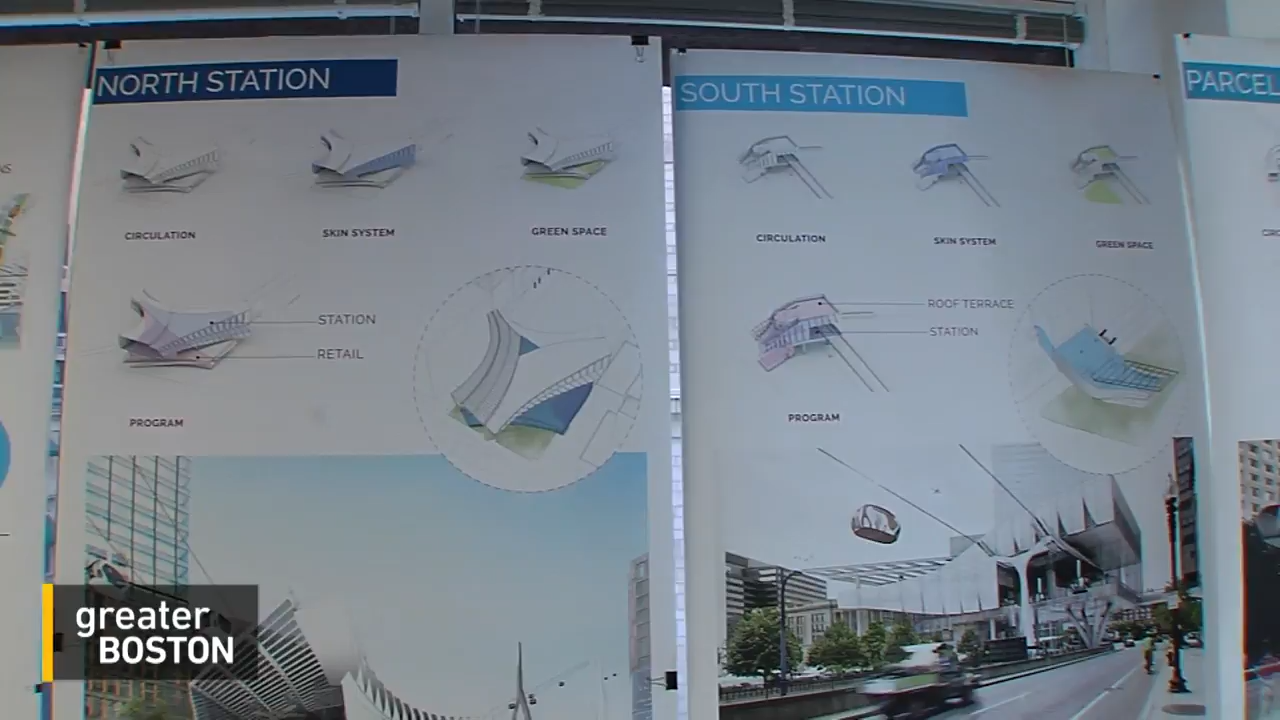 NORTH STATION
CIRCULATION
SKIN SYSTEM
GREEN SPACE
STATION
RETAIL
PROGRAM
SOUTH STATION
CIRCULATION
SKIN SYSTEM
GREEN SPACE
ROOF TERRACE
STATION
PROGRAM
PARCEL
greater
BOSTON